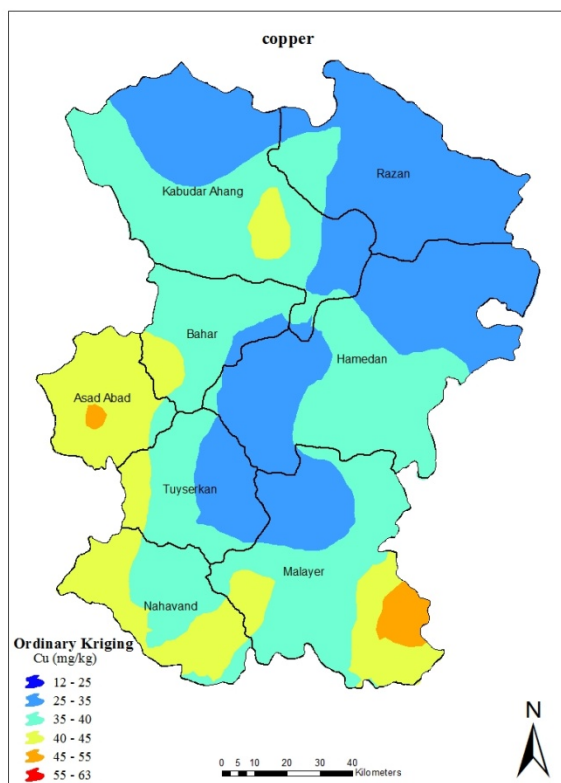 copper
Razan
Kabudar Ahang
Bahar
Hamedan
Asad Abad
Tuyserkan
Malayer
Nahavand
Ordinary Kriging
Cu (mg/kg)
12 - 25
25 - 35
35 - 40
40 - 45
45 - 55
55 - 63
N
0 5 10 20 30 40
Kilometers